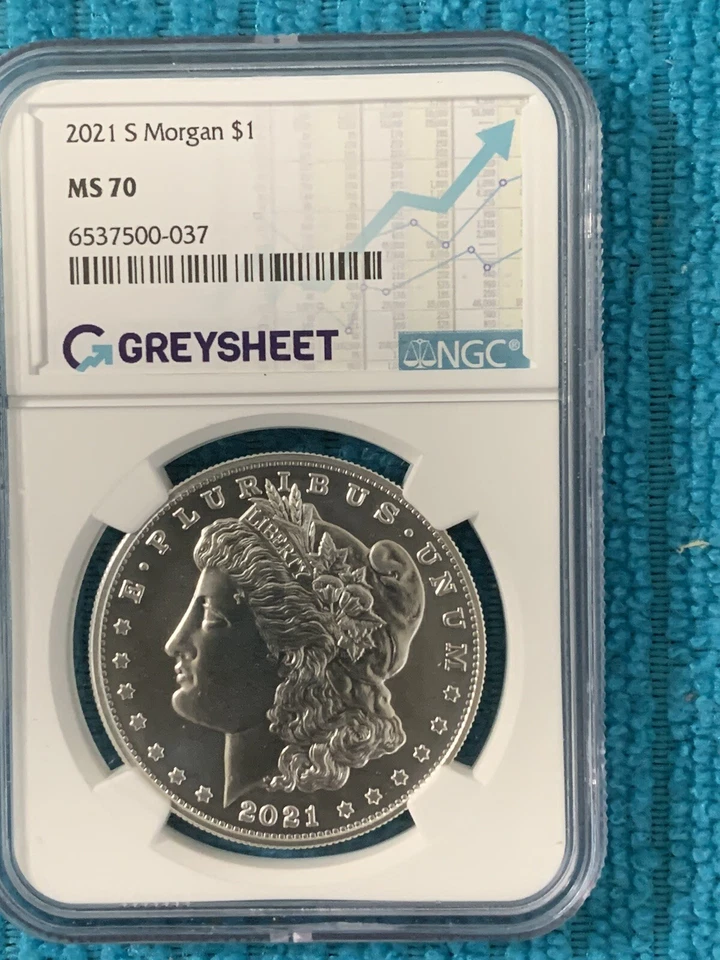 2021 S Morgan $1
MS 70
6537500-037
GREYSHEET
NGC®
E·PLURIBUS·UNUM
LIBERTY
2021